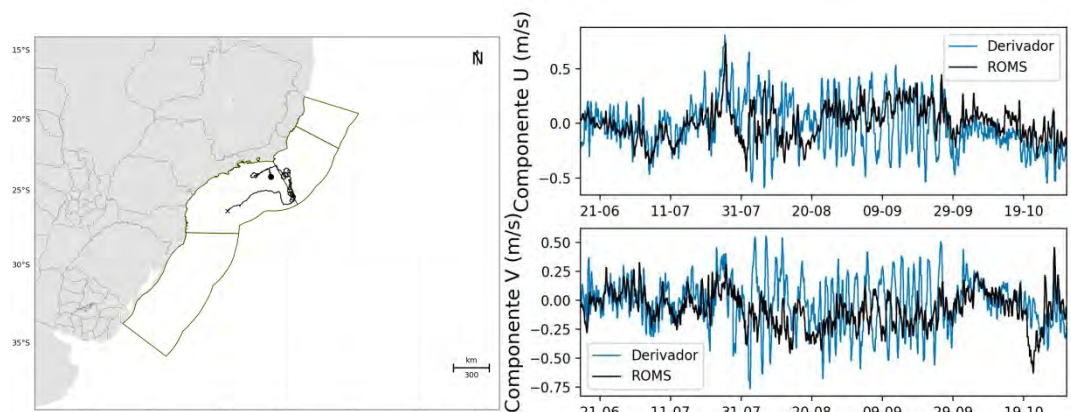 15°S
20°S
25°S
30°S
35°S
N
km
300
Componente U (m/s)
0.5
0.0
−0.5
Derivador
ROMS
21-06 11-07 31-07 20-08 09-09 29-09 19-10
Componente V (m/s)
0.50
0.25
0.00
−0.25
−0.50
−0.75
Derivador
ROMS
21-06 11-07 31-07 20-08 09-09 29-09 19-10